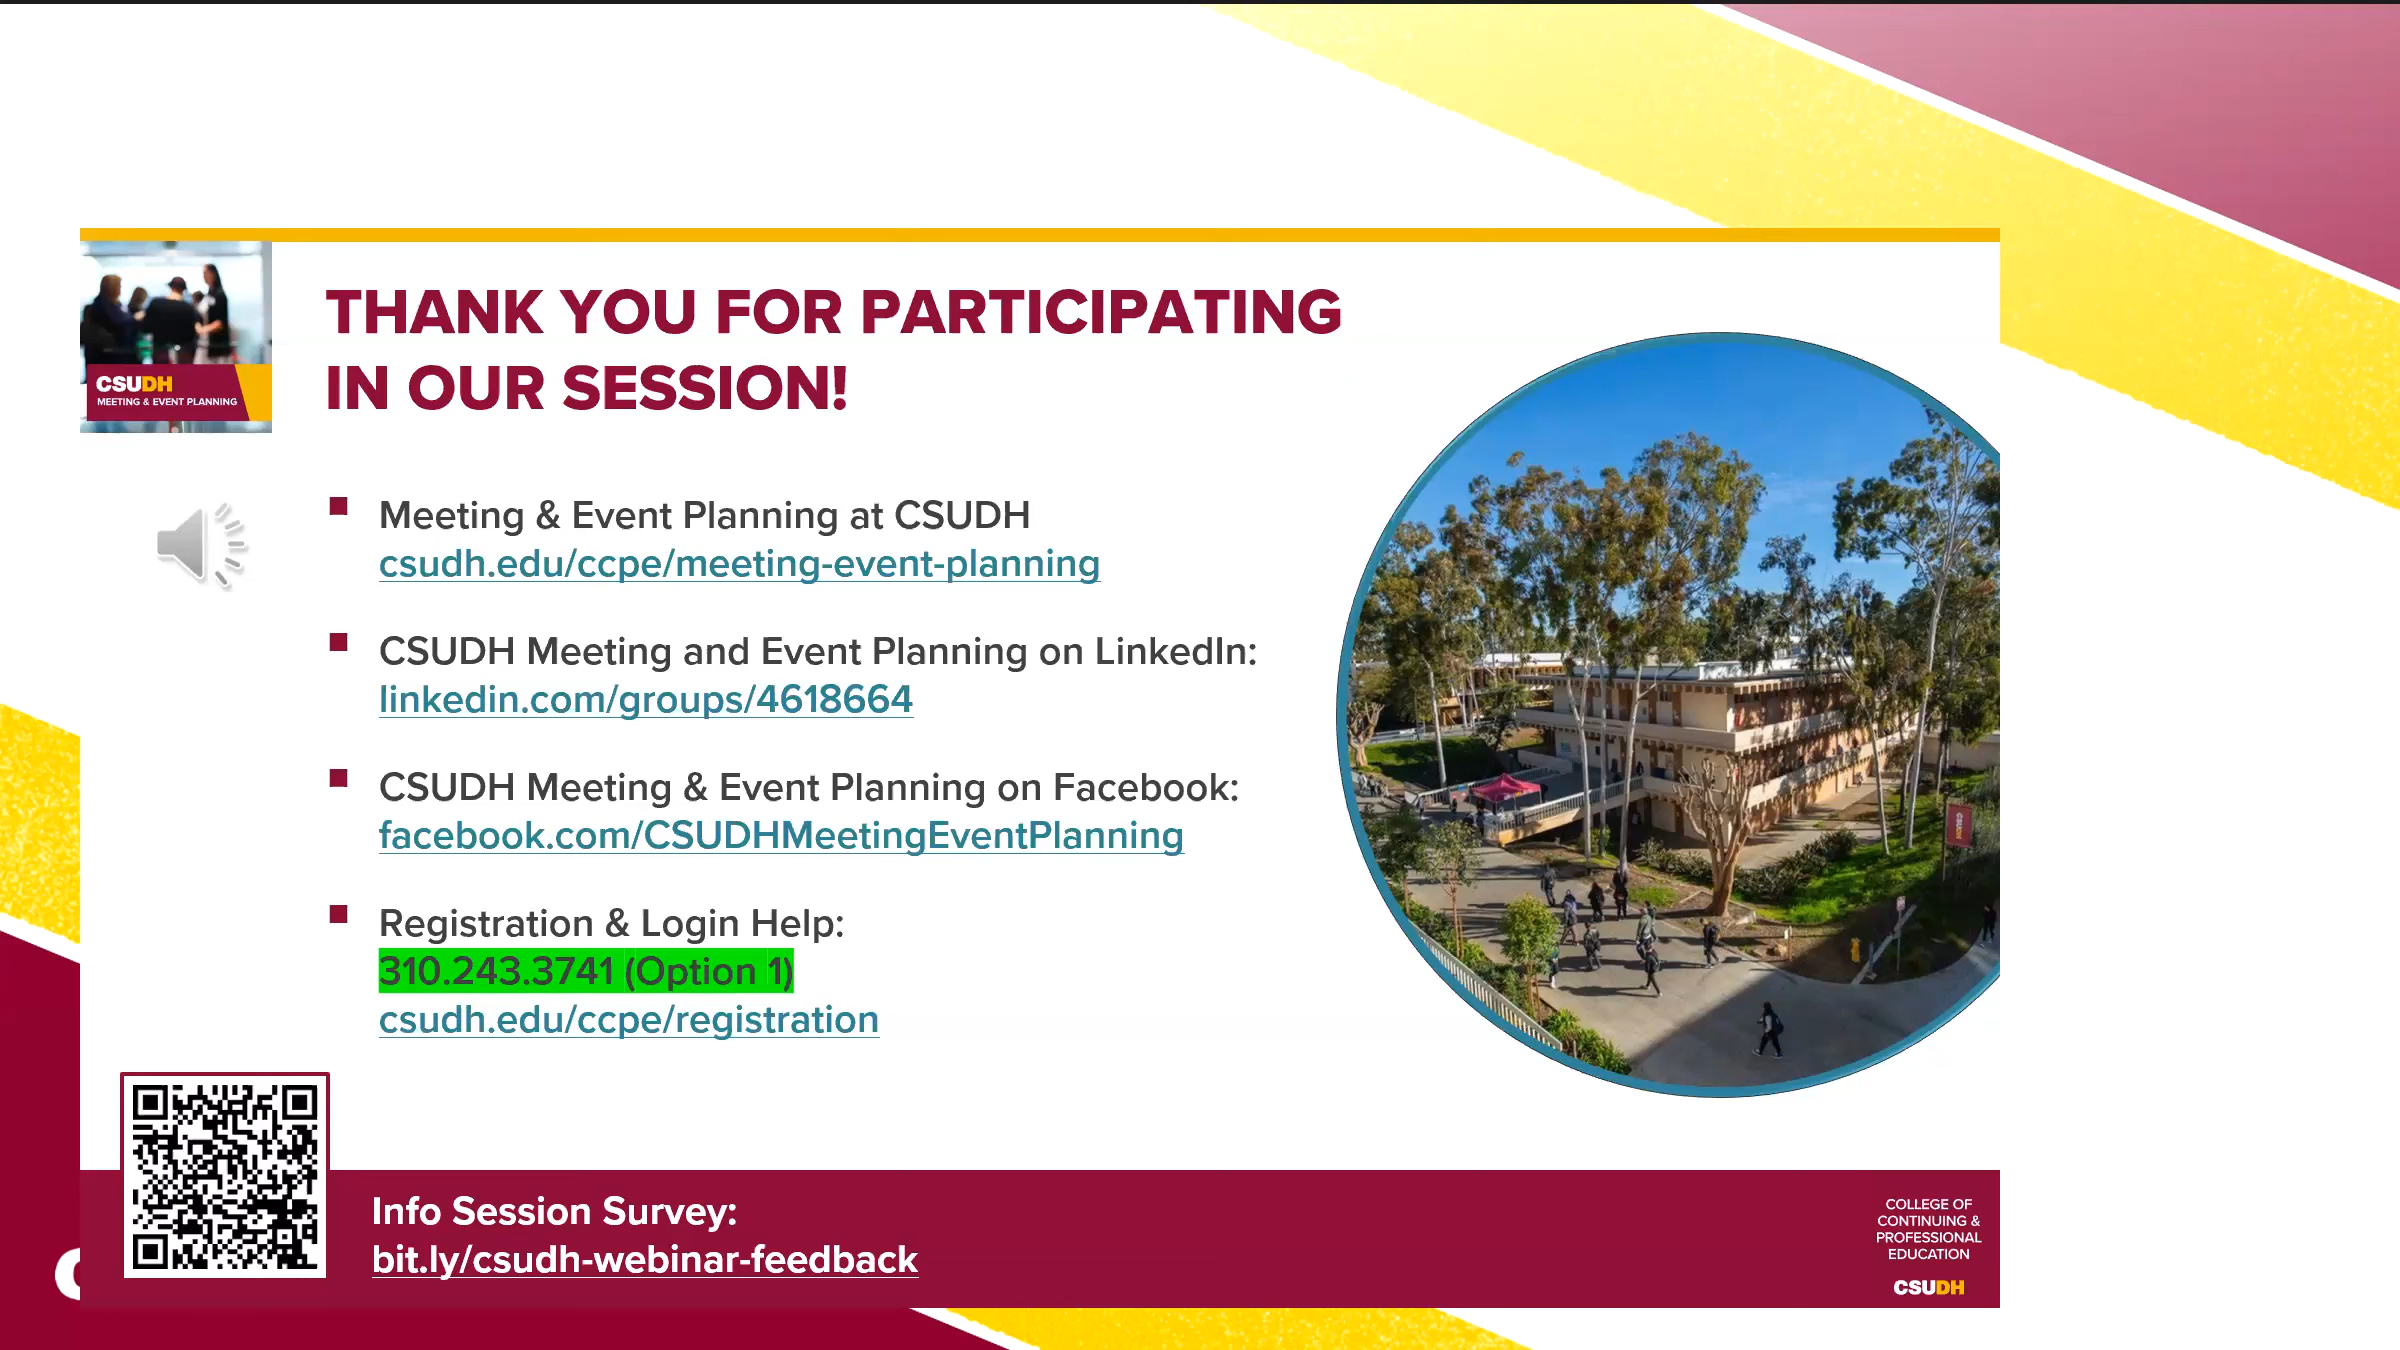 THANK YOU FOR PARTICIPATING
IN OUR SESSION!
CSUDH
MEETING & EVENT PLANNING
Meeting & Event Planning at CSUDH
csudh.edu/ccpe/meeting-event-planning
CSUDH Meeting and Event Planning on LinkedIn:
linkedin.com/groups/4618664
CSUDH Meeting & Event Planning on Facebook:
facebook.com/CSUDHMeetingEventPlanning
Registration & Login Help:
310.243.3741 (Option 1)
csudh.edu/ccpe/registration
Info Session Survey:
bit.ly/csudh-webinar-feedback
COLLEGE OF
CONTINUING &
PROFESSIONAL
EDUCATION
CSUDH